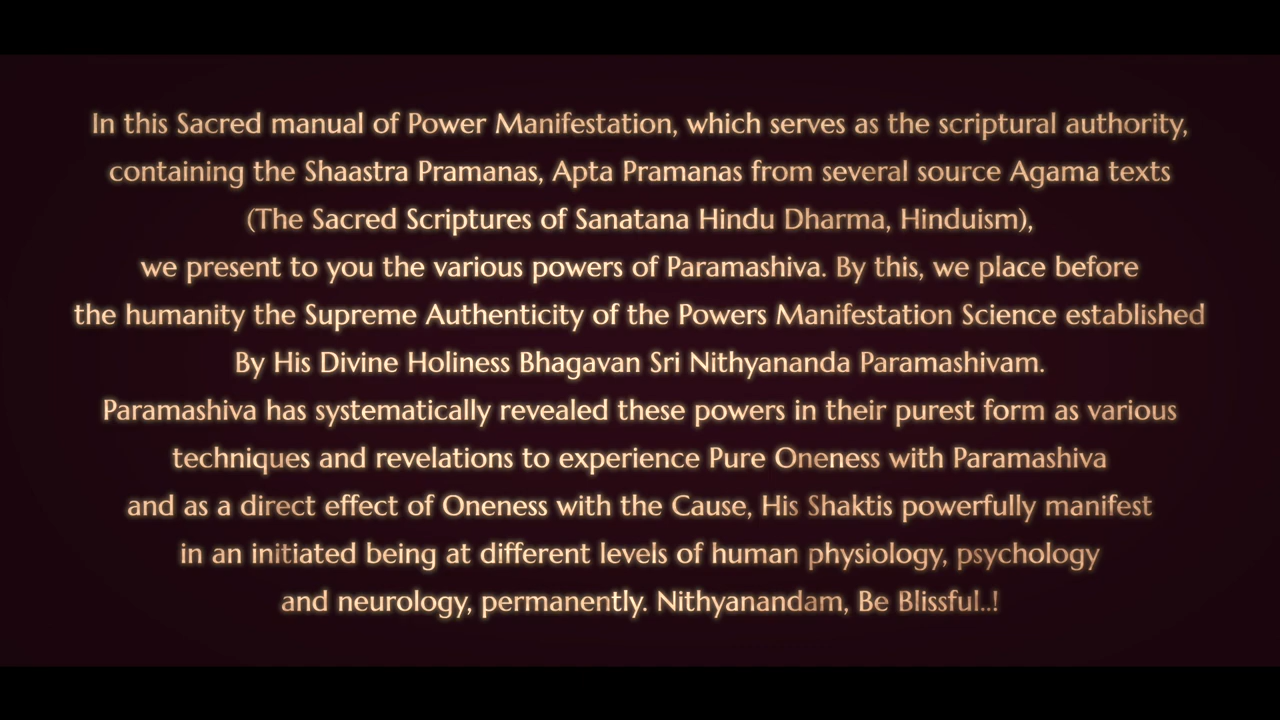 In this Sacred manual of Power Manifestation, which serves as the scriptural authority,
containing the Shaastra Pramanas, Apta Pramanas from several source Agama texts
(The Sacred Scriptures of Sanatana Hindu Dharma, Hinduism),
we present to you the various powers of Paramashiva. By this, we place before
the humanity the Supreme Authenticity of the Powers Manifestation Science established
By His Divine Holiness Bhagavan Sri Nithyananda Paramashivam.
Paramashiva has systematically revealed these powers in their purest form as various
techniques and revelations to experience Pure Oneness with Paramashiva
and as a direct effect of Oneness with the Cause, His Shaktis powerfully manifest
in an initiated being at different levels of human physiology, psychology
and neurology, permanently. Nithyanandam, Be Blissful..!